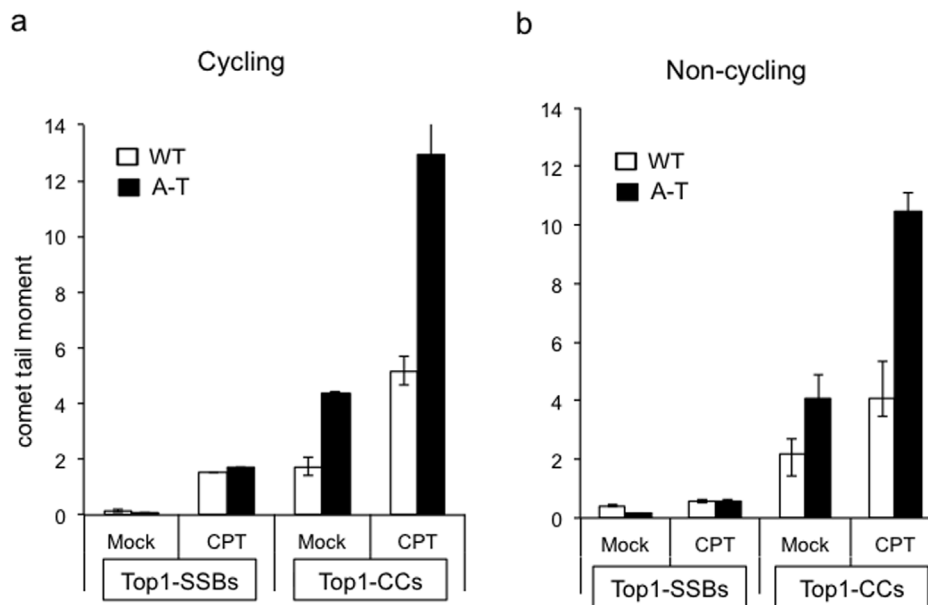 a
Cycling
comet tail moment
14
12
10
8
6
4
2
0
WT
A-T
Mock CPT Mock CPT
Top1-SSBs Top1-CCs
b
Non-cycling
14
12
10
8
6
4
2
0
WT
A-T
Mock CPT Mock CPT
Top1-SSBs Top1-CCs